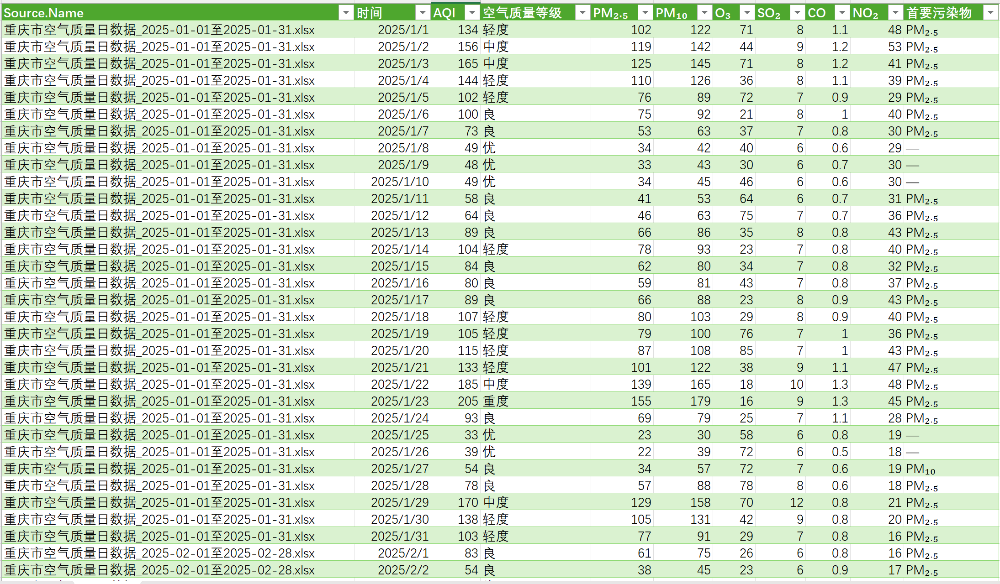 Source.Name 时间 AQI 空气质量等级 PM₂.₅ PM₁₀ O₃ SO₂ CO NO₂ 首要污染物
重庆市空气质量日数据_2025-01-01至2025-01-31.xlsx 2025/1/1 134 轻度 102 122 71 8 1.1 48 PM₂.₅
重庆市空气质量日数据_2025-01-01至2025-01-31.xlsx 2025/1/2 156 中度 119 142 44 9 1.2 53 PM₂.₅
重庆市空气质量日数据_2025-01-01至2025-01-31.xlsx 2025/1/3 165 中度 125 145 71 8 1.2 41 PM₂.₅
重庆市空气质量日数据_2025-01-01至2025-01-31.xlsx 2025/1/4 144 轻度 110 126 36 8 1.1 39 PM₂.₅
重庆市空气质量日数据_2025-01-01至2025-01-31.xlsx 2025/1/5 102 轻度 76 89 72 7 0.9 29 PM₂.₅
重庆市空气质量日数据_2025-01-01至2025-01-31.xlsx 2025/1/6 100 良 75 92 21 8 1 40 PM₂.₅
重庆市空气质量日数据_2025-01-01至2025-01-31.xlsx 2025/1/7 73 良 53 63 37 7 0.8 30 PM₂.₅
重庆市空气质量日数据_2025-01-01至2025-01-31.xlsx 2025/1/8 49 优 34 42 40 6 0.6 29 —
重庆市空气质量日数据_2025-01-01至2025-01-31.xlsx 2025/1/9 48 优 33 43 30 6 0.7 30 —
重庆市空气质量日数据_2025-01-01至2025-01-31.xlsx 2025/1/10 49 优 34 45 46 6 0.6 30 —
重庆市空气质量日数据_2025-01-01至2025-01-31.xlsx 2025/1/11 58 良 41 53 64 6 0.7 31 PM₂.₅
重庆市空气质量日数据_2025-01-01至2025-01-31.xlsx 2025/1/12 64 良 46 63 75 7 0.7 36 PM₂.₅
重庆市空气质量日数据_2025-01-01至2025-01-31.xlsx 2025/1/13 89 良 66 86 35 8 0.8 43 PM₂.₅
重庆市空气质量日数据_2025-01-01至2025-01-31.xlsx 2025/1/14 104 轻度 78 93 23 7 0.8 40 PM₂.₅
重庆市空气质量日数据_2025-01-01至2025-01-31.xlsx 2025/1/15 84 良 62 80 34 7 0.8 32 PM₂.₅
重庆市空气质量日数据_2025-01-01至2025-01-31.xlsx 2025/1/16 80 良 59 81 43 7 0.8 37 PM₂.₅
重庆市空气质量日数据_2025-01-01至2025-01-31.xlsx 2025/1/17 89 良 66 88 23 8 0.9 43 PM₂.₅
重庆市空气质量日数据_2025-01-01至2025-01-31.xlsx 2025/1/18 107 轻度 80 103 29 8 0.9 40 PM₂.₅
重庆市空气质量日数据_2025-01-01至2025-01-31.xlsx 2025/1/19 105 轻度 79 100 76 7 1 36 PM₂.₅
重庆市空气质量日数据_2025-01-01至2025-01-31.xlsx 2025/1/20 115 轻度 87 108 85 7 1 43 PM₂.₅
重庆市空气质量日数据_2025-01-01至2025-01-31.xlsx 2025/1/21 133 轻度 101 122 38 9 1.1 47 PM₂.₅
重庆市空气质量日数据_2025-01-01至2025-01-31.xlsx 2025/1/22 185 中度 139 165 18 10 1.3 48 PM₂.₅
重庆市空气质量日数据_2025-01-01至2025-01-31.xlsx 2025/1/23 205 重度 155 179 16 9 1.3 45 PM₂.₅
重庆市空气质量日数据_2025-01-01至2025-01-31.xlsx 2025/1/24 93 良 69 79 25 7 1.1 28 PM₂.₅
重庆市空气质量日数据_2025-01-01至2025-01-31.xlsx 2025/1/25 33 优 23 30 58 6 0.8 19 —
重庆市空气质量日数据_2025-01-01至2025-01-31.xlsx 2025/1/26 39 优 22 39 72 6 0.5 18 —
重庆市空气质量日数据_2025-01-01至2025-01-31.xlsx 2025/1/27 54 良 34 57 72 7 0.6 19 PM₁₀
重庆市空气质量日数据_2025-01-01至2025-01-31.xlsx 2025/1/28 78 良 57 88 78 8 0.6 18 PM₂.₅
重庆市空气质量日数据_2025-01-01至2025-01-31.xlsx 2025/1/29 170 中度 129 158 70 12 0.8 21 PM₂.₅
重庆市空气质量日数据_2025-01-01至2025-01-31.xlsx 2025/1/30 138 轻度 105 131 42 9 0.8 20 PM₂.₅
重庆市空气质量日数据_2025-01-01至2025-01-31.xlsx 2025/1/31 103 轻度 77 91 29 7 0.8 16 PM₂.₅
重庆市空气质量日数据_2025-02-01至2025-02-28.xlsx 2025/2/1 83 良 61 75 26 6 0.8 16 PM₂.₅
重庆市空气质量日数据_2025-02-01至2025-02-28.xlsx 2025/2/2 54 良 38 45 23 6 0.9 17 PM₂.₅